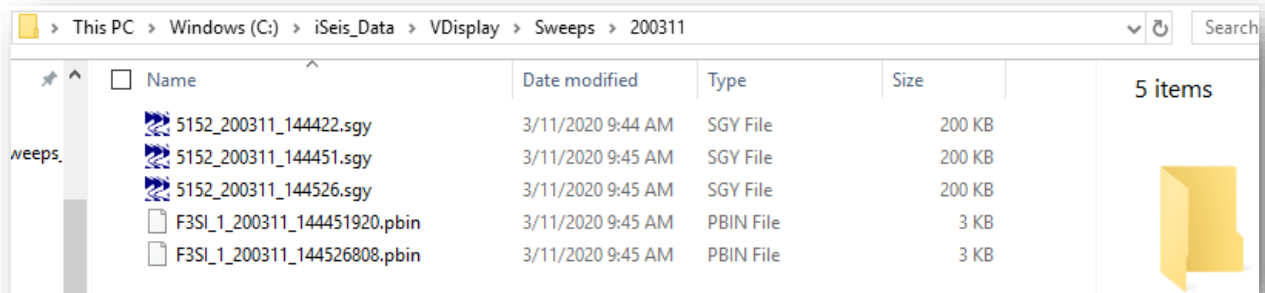 This PC > Windows (C:) > iSeis_Data > VDisplay > Sweeps > 200311 Search
Name Date modified Type Size
5 items
5152_200311_144422.sgy 3/11/2020 9:44 AM SGY File 200 KB
weeps_
5152_200311_144451.sgy 3/11/2020 9:45 AM SGY File 200 KB
5152_200311_144526.sgy 3/11/2020 9:45 AM SGY File 200 KB
F3SI_1_200311_144451920.pbin 3/11/2020 9:45 AM PBIN File 3 KB
F3SI_1_200311_144526808.pbin 3/11/2020 9:45 AM PBIN File 3 KB